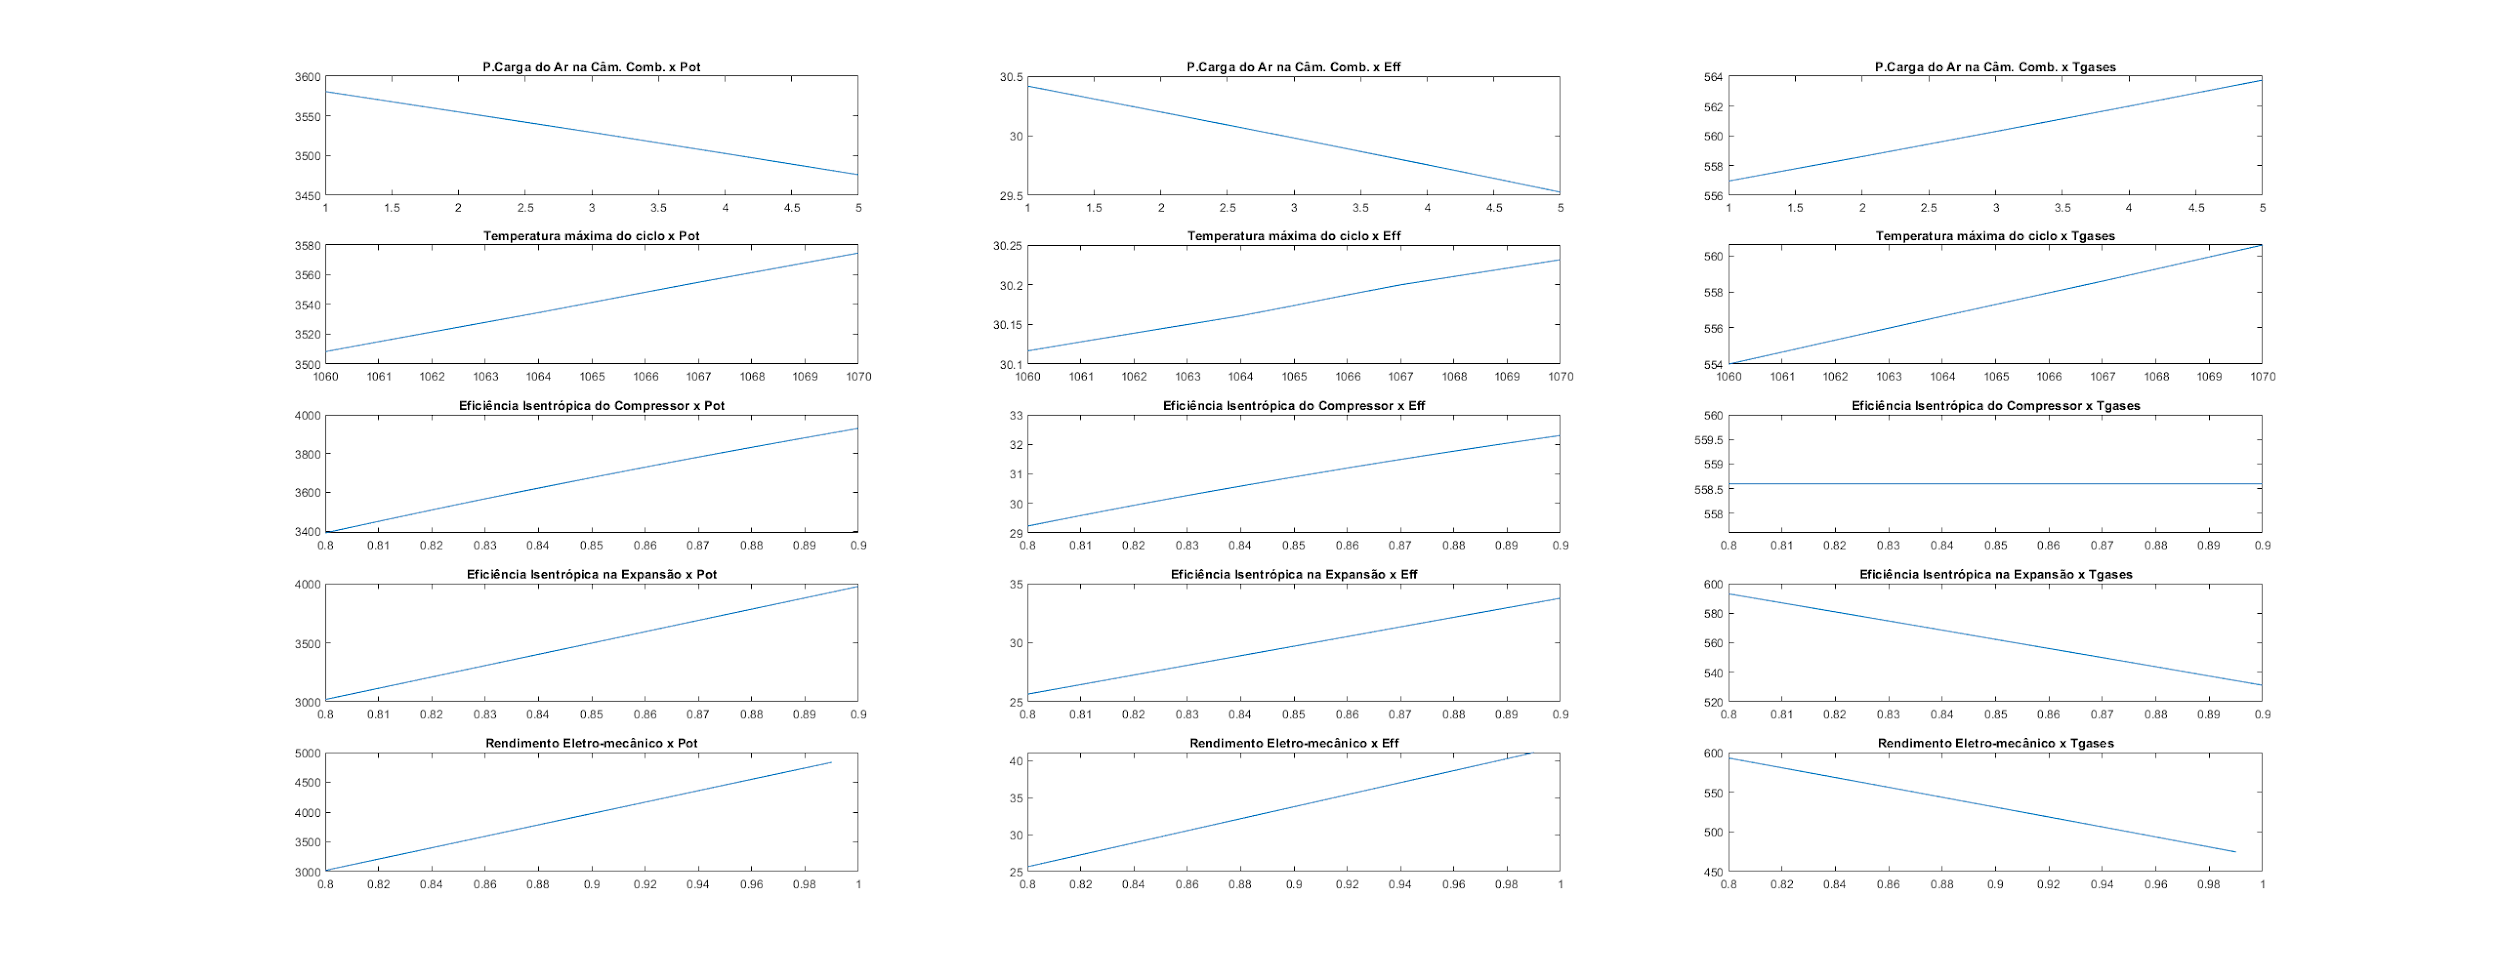 P.Carga do Ar na Câm. Comb. x Pot
3600
3550
3500
3450
1 1.5 2 2.5 3 3.5 4 4.5 5
P.Carga do Ar na Câm. Comb. x Eff
30.5
30
29.5
1 1.5 2 2.5 3 3.5 4 4.5 5
P.Carga do Ar na Câm. Comb. x Tgases
564
562
560
558
556
1 1.5 2 2.5 3 3.5 4 4.5 5
Temperatura máxima do ciclo x Pot
3580
3560
3540
3520
3500
1060 1061 1062 1063 1064 1065 1066 1067 1068 1069 1070
Temperatura máxima do ciclo x Eff
30.25
30.2
30.15
30.1
1060 1061 1062 1063 1064 1065 1066 1067 1068 1069 1070
Temperatura máxima do ciclo x Tgases
560
558
556
554
1060 1061 1062 1063 1064 1065 1066 1067 1068 1069 1070
Eficiência Isentrópica do Compressor x Pot
4000
3800
3600
3400
0.8 0.81 0.82 0.83 0.84 0.85 0.86 0.87 0.88 0.89 0.9
Eficiência Isentrópica do Compressor x Eff
33
32
31
30
29
0.8 0.81 0.82 0.83 0.84 0.85 0.86 0.87 0.88 0.89 0.9
Eficiência Isentrópica do Compressor x Tgases
560
559.5
559
558.5
558
0.8 0.81 0.82 0.83 0.84 0.85 0.86 0.87 0.88 0.89 0.9
Eficiência Isentrópica na Expansão x Pot
4000
3500
3000
0.8 0.81 0.82 0.83 0.84 0.85 0.86 0.87 0.88 0.89 0.9
Eficiência Isentrópica na Expansão x Eff
35
30
25
0.8 0.81 0.82 0.83 0.84 0.85 0.86 0.87 0.88 0.89 0.9
Eficiência Isentrópica na Expansão x Tgases
600
580
560
540
520
0.8 0.81 0.82 0.83 0.84 0.85 0.86 0.87 0.88 0.89 0.9
Rendimento Eletro-mecânico x Pot
5000
4500
4000
3500
3000
0.8 0.82 0.84 0.86 0.88 0.9 0.92 0.94 0.96 0.98 1
Rendimento Eletro-mecânico x Eff
40
35
30
25
0.8 0.82 0.84 0.86 0.88 0.9 0.92 0.94 0.96 0.98 1
Rendimento Eletro-mecânico x Tgases
600
550
500
450
0.8 0.82 0.84 0.86 0.88 0.9 0.92 0.94 0.96 0.98 1